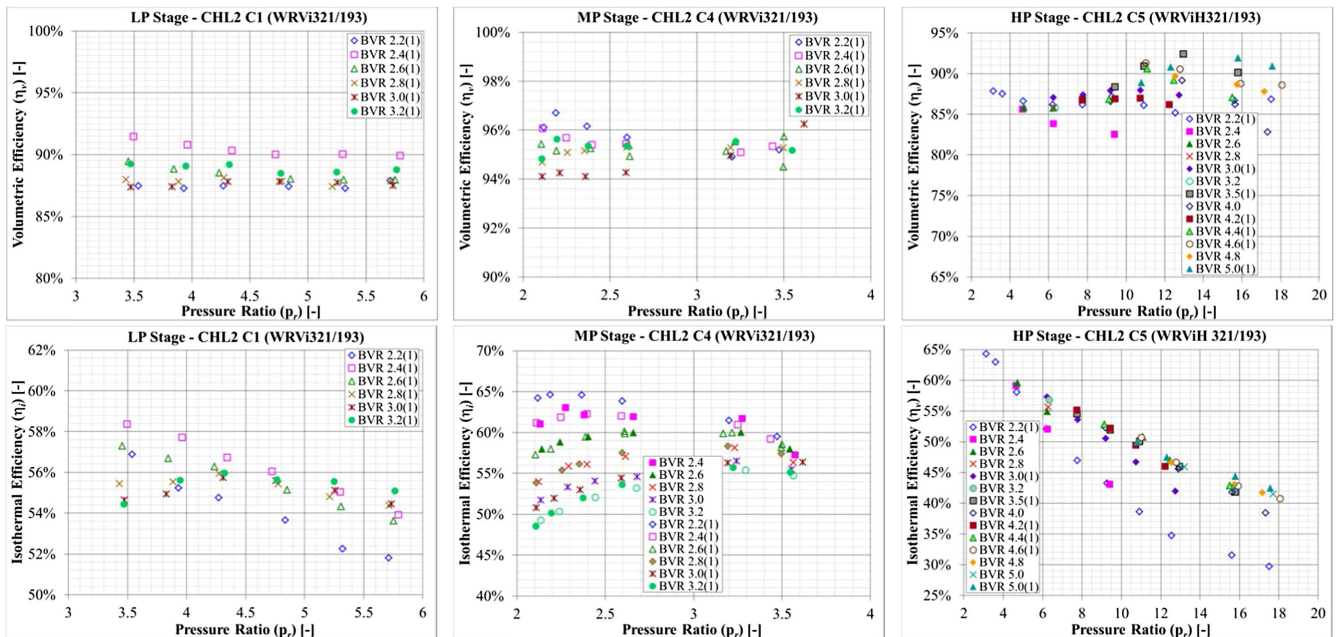 LP Stage - CHL2 C1 (WRVi321/193)
100%
95%
90%
85%
80%
Volumetric Efficiency (ηv) [-]
3
3.5
4
4.5
5
5.5
6
Pressure Ratio (pr) [-]
BVR 2.2(1)
BVR 2.4(1)
BVR 2.6(1)
BVR 2.8(1)
BVR 3.0(1)
BVR 3.2(1)
MP Stage - CHL2 C4 (WRVi321/193)
100%
98%
96%
94%
92%
90%
Volumetric Efficiency (ηv) [-]
2
2.5
3
3.5
4
Pressure Ratio (pr) [-]
BVR 2.2(1)
BVR 2.4(1)
BVR 2.6(1)
BVR 2.8(1)
BVR 3.0(1)
BVR 3.2(1)
HP Stage - CHL2 C5 (WRViH321/193)
95%
90%
85%
80%
75%
70%
65%
Volumetric Efficiency (ηv) [-]
2
4
6
8
10
12
14
16
18
20
Pressure Ratio (pr) [-]
BVR 2.2(1)
BVR 2.4
BVR 2.6
BVR 2.8
BVR 3.0(1)
BVR 3.2
BVR 3.5(1)
BVR 4.0
BVR 4.2(1)
BVR 4.4(1)
BVR 4.6(1)
BVR 4.8
BVR 5.0(1)
LP Stage - CHL2 C1 (WRVi321/193)
62%
60%
58%
56%
54%
52%
50%
Isothermal Efficiency (ηi) [-]
3
3.5
4
4.5
5
5.5
6
Pressure Ratio (pr) [-]
BVR 2.2(1)
BVR 2.4(1)
BVR 2.6(1)
BVR 2.8(1)
BVR 3.0(1)
BVR 3.2(1)
MP Stage - CHL2 C4 (WRVi321/193)
70%
65%
60%
55%
50%
45%
40%
Isothermal Efficiency (ηi) [-]
2
2.5
3
3.5
4
Pressure Ratio (pr) [-]
BVR 2.4
BVR 2.6
BVR 2.8
BVR 3.0
BVR 3.2
BVR 2.2(1)
BVR 2.4(1)
BVR 2.6(1)
BVR 2.8(1)
BVR 3.0(1)
BVR 3.2(1)
HP Stage - CHL2 C5 (WRViH 321/193)
65%
60%
55%
50%
45%
40%
35%
30%
25%
Isothermal Efficiency (ηi) [-]
2
4
6
8
10
12
14
16
18
20
Pressure Ratio (pr) [-]
BVR 2.2(1)
BVR 2.4
BVR 2.6
BVR 2.8
BVR 3.0(1)
BVR 3.2
BVR 3.5(1)
BVR 4.0
BVR 4.2(1)
BVR 4.4(1)
BVR 4.6(1)
BVR 4.8
BVR 5.0
BVR 5.0(1)